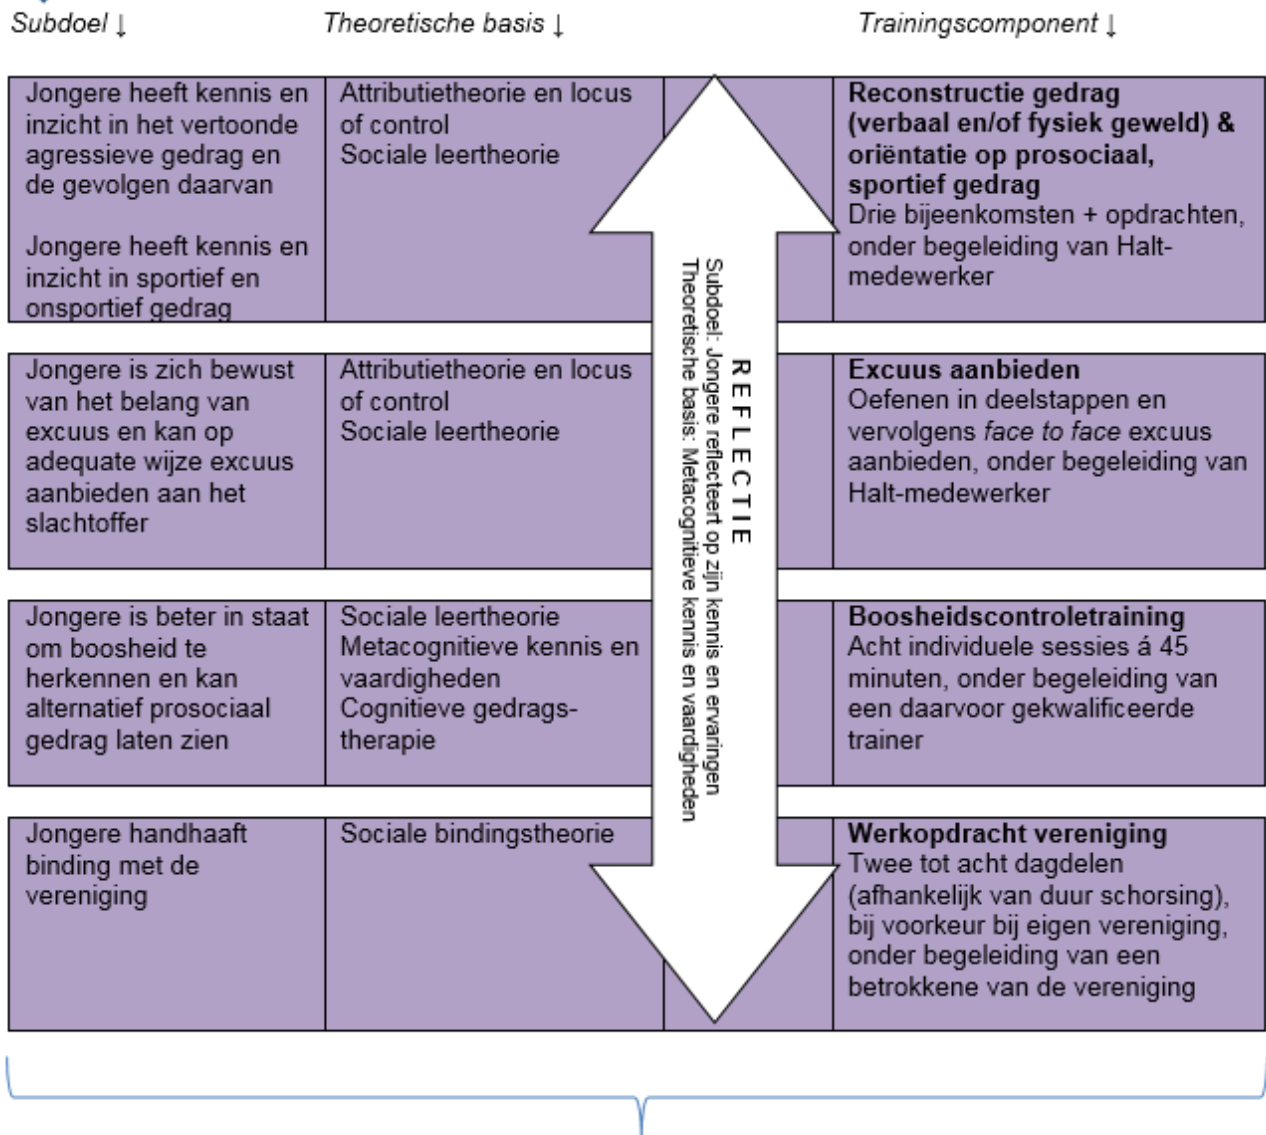 Subdoel ↓
Theoretische basis ↓
Trainingscomponent ↓
Jongere heeft kennis en
inzicht in het vertoonde
agressieve gedrag en
de gevolgen daarvan
Jongere heeft kennis en
inzicht in sportief en
onsportief gedrag
Attributietheorie en locus
of control
Sociale leertheorie
Reconstructie gedrag
(verbaal en/of fysiek geweld) &
oriëntatie op prosociaal,
sportief gedrag
Drie bijeenkomsten + opdrachten,
onder begeleiding van Halt-
medewerker
Jongere is zich bewust
van het belang van
excuus en kan op
adequate wijze excuus
aanbieden aan het
slachtoffer
Attributietheorie en locus
of control
Sociale leertheorie
Excuus aanbieden
Oefenen in deelstappen en
vervolgens face to face excuus
aanbieden, onder begeleiding van
Halt-medewerker
Jongere is beter in staat
om boosheid te
herkennen en kan
alternatief prosociaal
gedrag laten zien
Sociale leertheorie
Metacognitieve kennis en
vaardigheden
Cognitieve gedrags-
therapie
Boosheidscontroletraining
Acht individuele sessies á 45
minuten, onder begeleiding van
een daarvoor gekwalificeerde
trainer
Jongere handhaaft
binding met de
vereniging
Sociale bindingstheorie
Werkopdracht vereniging
Twee tot acht dagdelen
(afhankelijk van duur schorsing),
bij voorkeur bij eigen vereniging,
onder begeleiding van een
betrokkene van de vereniging
REFLECTIE
Subdoel: Jongere reflecteert op zijn kennis en ervaringen
Theoretische basis: Metacognitieve kennis en vaardigheden